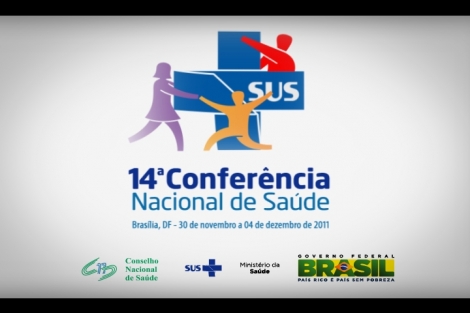 SUS
14ª Conferência
Nacional de Saúde
Brasília, DF - 30 de novembro a 04 de dezembro de 2011
Conselho
Nacional
de Saúde
SUS
Ministério da
Saúde
GOVERNO FEDERAL
BRASIL
PAÍS RICO É PAÍS SEM POBREZA